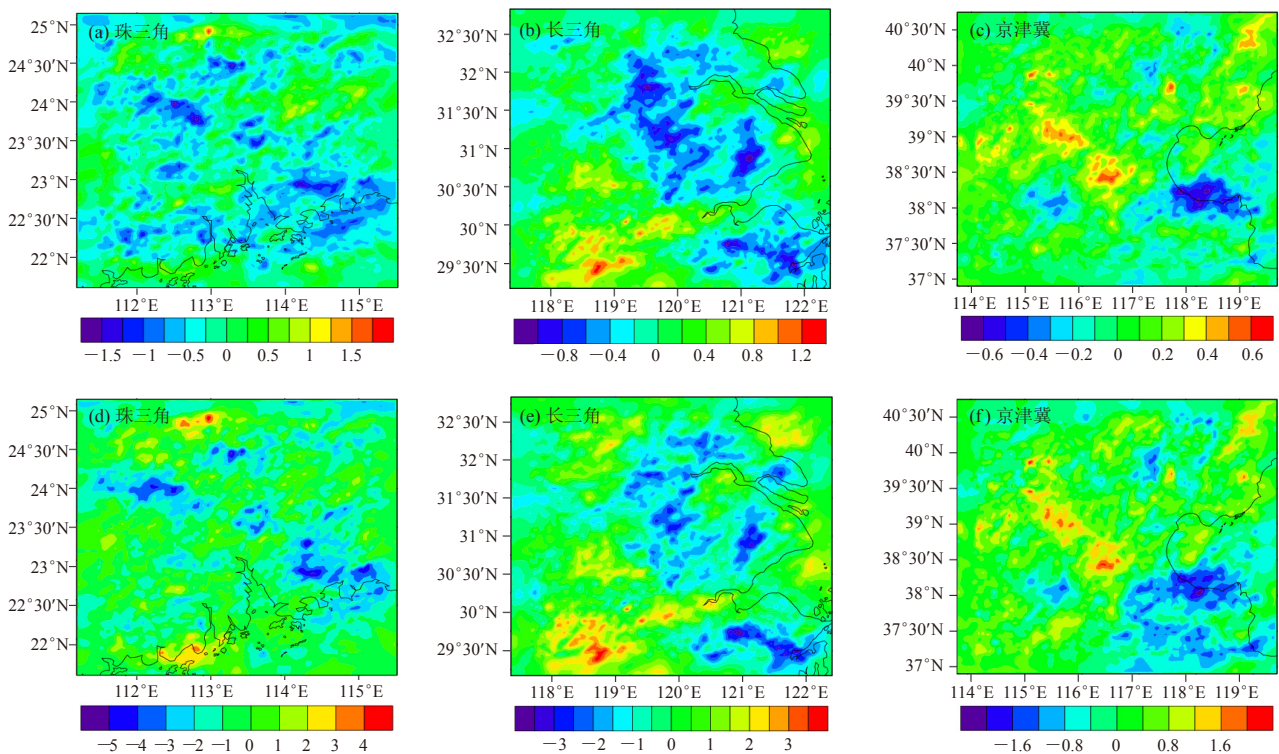 (a) 珠三角
25°N
24°30′N
24°N
23°30′N
23°N
22°30′N
22°N
112°E 113°E 114°E 115°E
−1.5 −1 −0.5 0 0.5 1 1.5
(b) 长三角
32°30′N
32°N
31°30′N
31°N
30°30′N
30°N
29°30′N
118°E 119°E 120°E 121°E 122°E
−0.8 −0.4 0 0.4 0.8 1.2
(c) 京津冀
40°30′N
40°N
39°30′N
39°N
38°30′N
38°N
37°30′N
37°N
114°E 115°E 116°E 117°E 118°E 119°E
−0.6 −0.4 −0.2 0 0.2 0.4 0.6
(d) 珠三角
25°N
24°30′N
24°N
23°30′N
23°N
22°30′N
22°N
112°E 113°E 114°E 115°E
−5 −4 −3 −2 −1 0 1 2 3 4
(e) 长三角
32°30′N
32°N
31°30′N
31°N
30°30′N
30°N
29°30′N
118°E 119°E 120°E 121°E 122°E
−3 −2 −1 0 1 2 3
(f) 京津冀
40°30′N
40°N
39°30′N
39°N
38°30′N
38°N
37°30′N
37°N
114°E 115°E 116°E 117°E 118°E 119°E
−1.6 −0.8 0 0.8 1.6